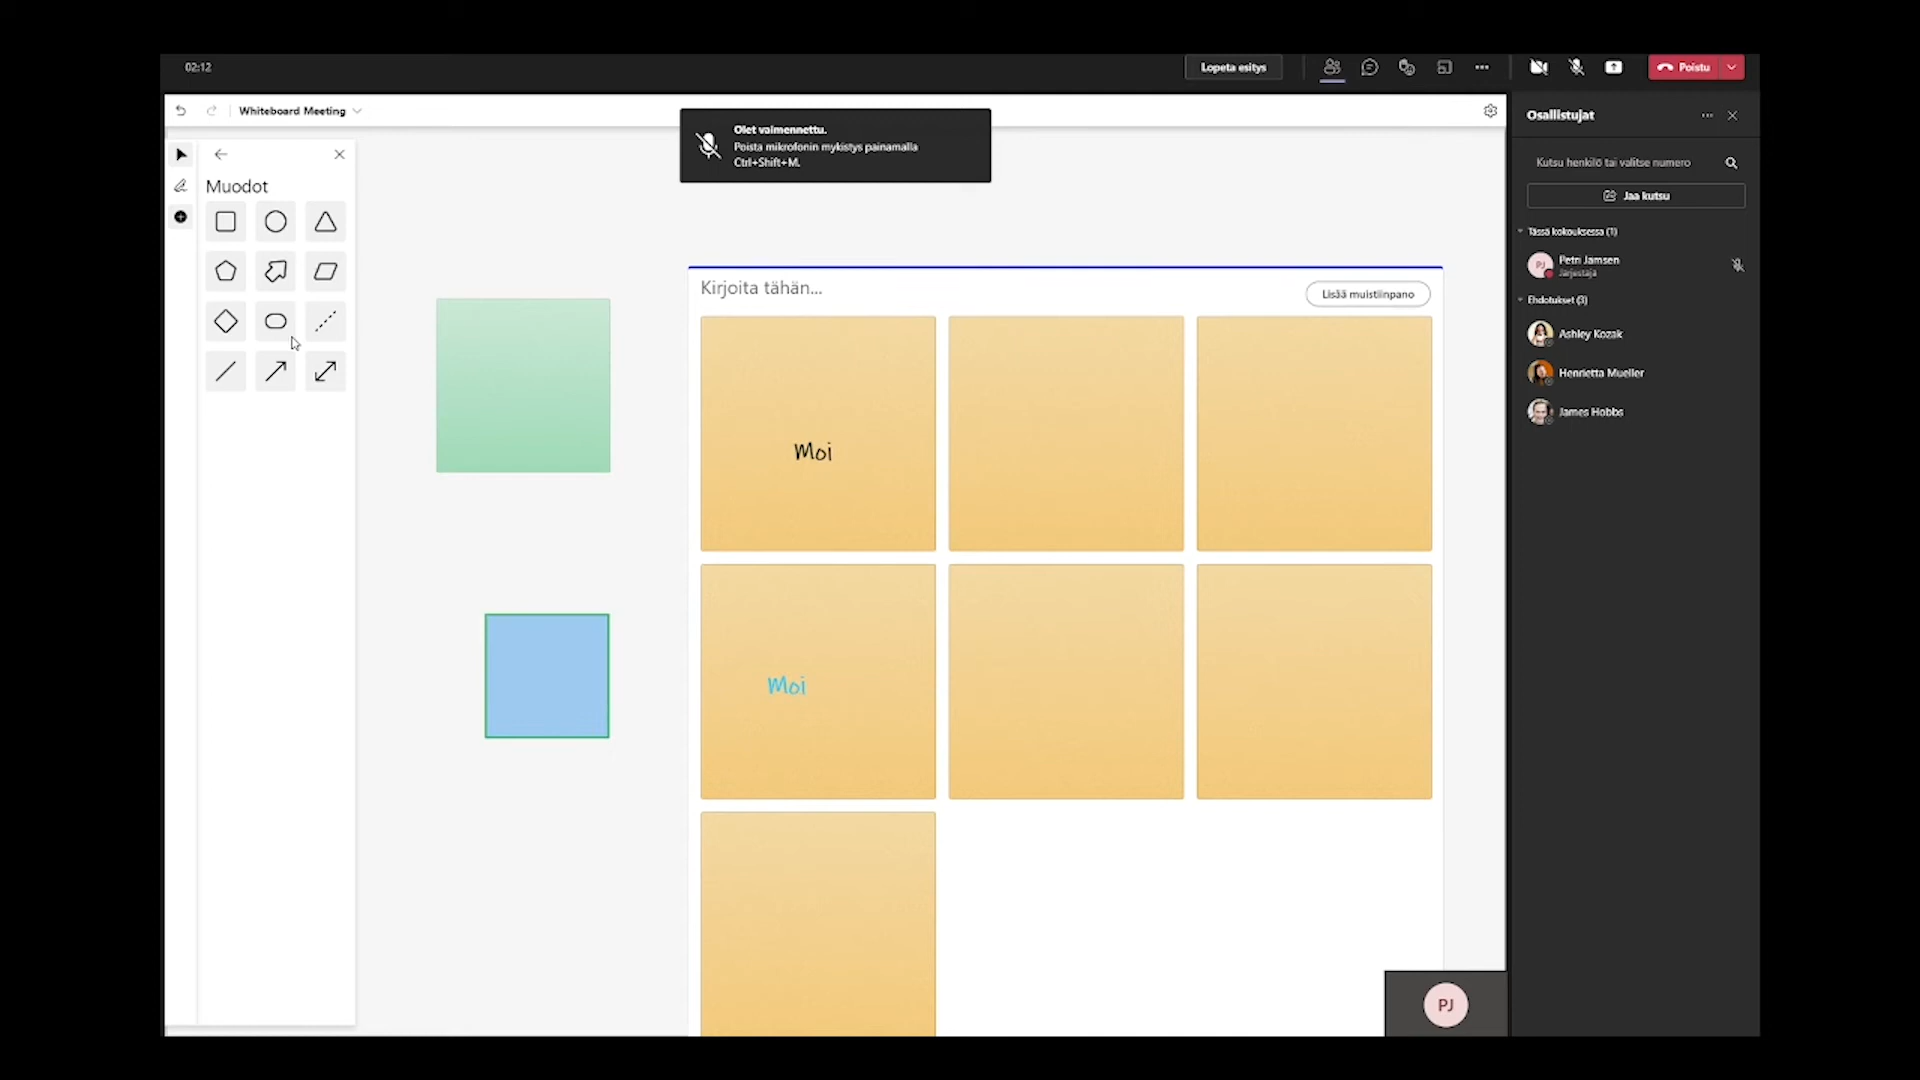 02:12
Lopeta esitys
Poistu
Whiteboard Meeting
Olet vaimennettu.
Poista mikrofonin mykistys painamalla
Ctrl+Shift+M.
Muodot
Kirjoita tähän...
Lisää muistiinpano
Moi
Moi
PJ
Osallistujat
Kutsu henkilö tai valitse numero
Jaa kutsu
Tässä kokouksessa (1)
PJ
Petri Jamsen
Järjestäjä
Ehdotukset (3)
Ashley Kozak
Henrietta Mueller
James Hobbs